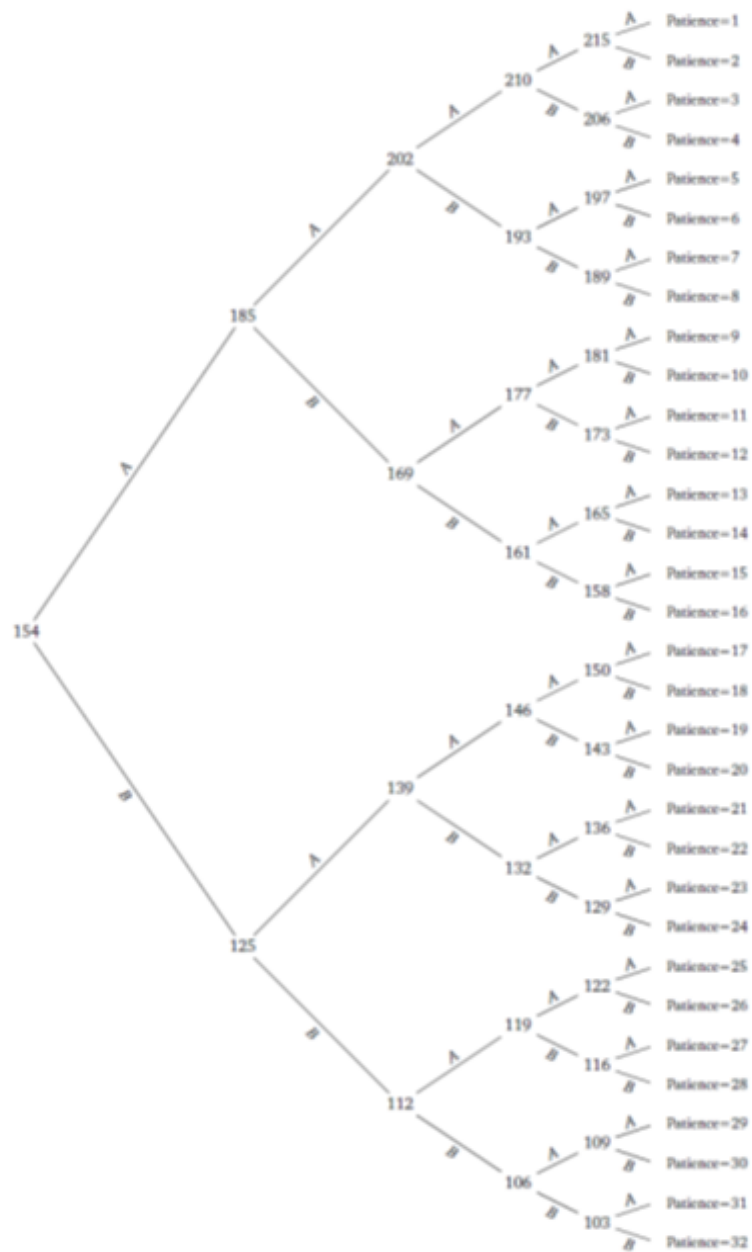 A Patience=1
215
A
B Patience=2
210
A Patience=3
B
206
A
B Patience=4
202
A Patience=5
197
A
B
B Patience=6
193
A
A Patience=7
B
189
B Patience=8
185
A Patience=9
181
A
B Patience=10
177
B
A Patience=11
B
173
A
B Patience=12
169
A
A Patience=13
165
B
A
B Patience=14
161
A Patience=15
B
158
B Patience=16
154
A Patience=17
150
A
B Patience=18
146
A Patience=19
B
143
A
B Patience=20
139
B
A Patience=21
136
A
B
A
B Patience=22
132
A Patience=23
B
129
B Patience=24
125
A Patience=25
122
A
B Patience=26
119
B
A Patience=27
B
116
A
B Patience=28
112
A Patience=29
109
B
A
B Patience=30
106
A Patience=31
B
103
B Patience=32